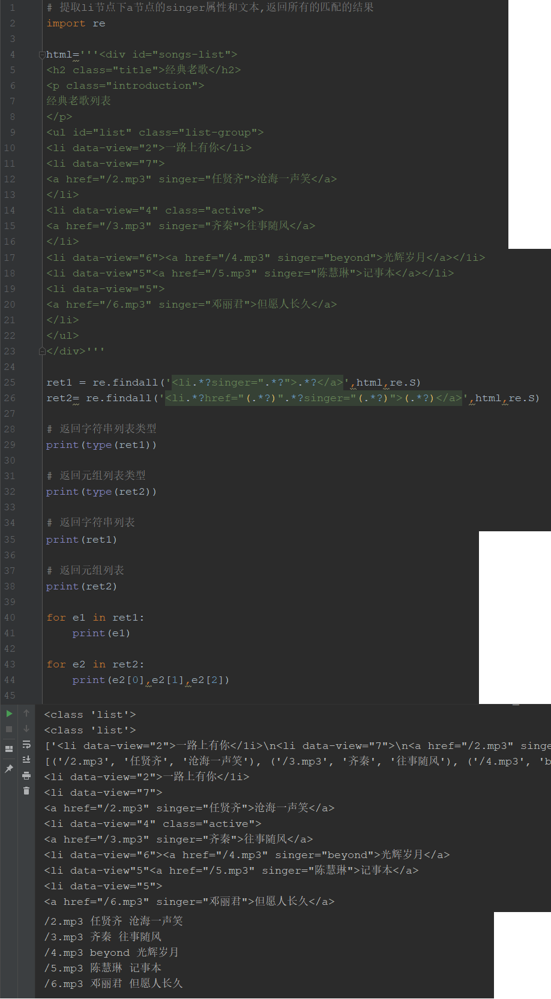 1 # 提取li节点下a节点的singer属性和文本,返回所有的匹配的结果
2 import re
3
4 html='''<div id="songs-list">
5 <h2 class="title">经典老歌</h2>
6 <p class="introduction">
7 经典老歌列表
8 </p>
9 <ul id="list" class="list-group">
10 <li data-view="2">一路上有你</1i>
11 <li data-view="7">
12 <a href="/2.mp3" singer="任贤齐">沧海一声笑</a>
13 </li>
14 <li data-view="4" class="active">
15 <a href="/3.mp3" singer="齐秦">往事随风</a>
16 </1i>
17 <li data-view="6"><a href="/4.mp3" singer="beyond">光辉岁月</a></1i>
18 <li data-view"5"<a href="/5.mp3" singer="陈慧琳">记事本</a></li>
19 <li data-view="5">
20 <a href="/6.mp3" singer="邓丽君">但愿人长久</a>
21 </li>
22 </ul>
23 </div>'''
24
25 ret1 = re.findall('<li.*?singer=".*?">.*?</a>',html,re.S)
26 ret2= re.findall('<li.*?href="(.*?)".*?singer="(.*?)">(.*?)</a>',html,re.S)
27
28 # 返回字符串列表类型
29 print(type(ret1))
30
31 # 返回元组列表类型
32 print(type(ret2))
33
34 # 返回字符串列表
35 print(ret1)
36
37 # 返回元组列表
38 print(ret2)
39
40 for e1 in ret1:
41     print(e1)
42
43 for e2 in ret2:
44     print(e2[0],e2[1],e2[2])
45
<class 'list'>
<class 'list'>
['<li data-view="2">一路上有你</1i>\n<li data-view="7">\n<a href="/2.mp3" singe
[('/2.mp3', '任贤齐', '沧海一声笑'), ('/3.mp3', '齐秦', '往事随风'), ('/4.mp3', 'b
<li data-view="2">一路上有你</1i>
<li data-view="7">
<a href="/2.mp3" singer="任贤齐">沧海一声笑</a>
<li data-view="4" class="active">
<a href="/3.mp3" singer="齐秦">往事随风</a>
<li data-view="6"><a href="/4.mp3" singer="beyond">光辉岁月</a>
<li data-view"5"<a href="/5.mp3" singer="陈慧琳">记事本</a>
<li data-view="5">
<a href="/6.mp3" singer="邓丽君">但愿人长久</a>
/2.mp3 任贤齐 沧海一声笑
/3.mp3 齐秦 往事随风
/4.mp3 beyond 光辉岁月
/5.mp3 陈慧琳 记事本
/6.mp3 邓丽君 但愿人长久